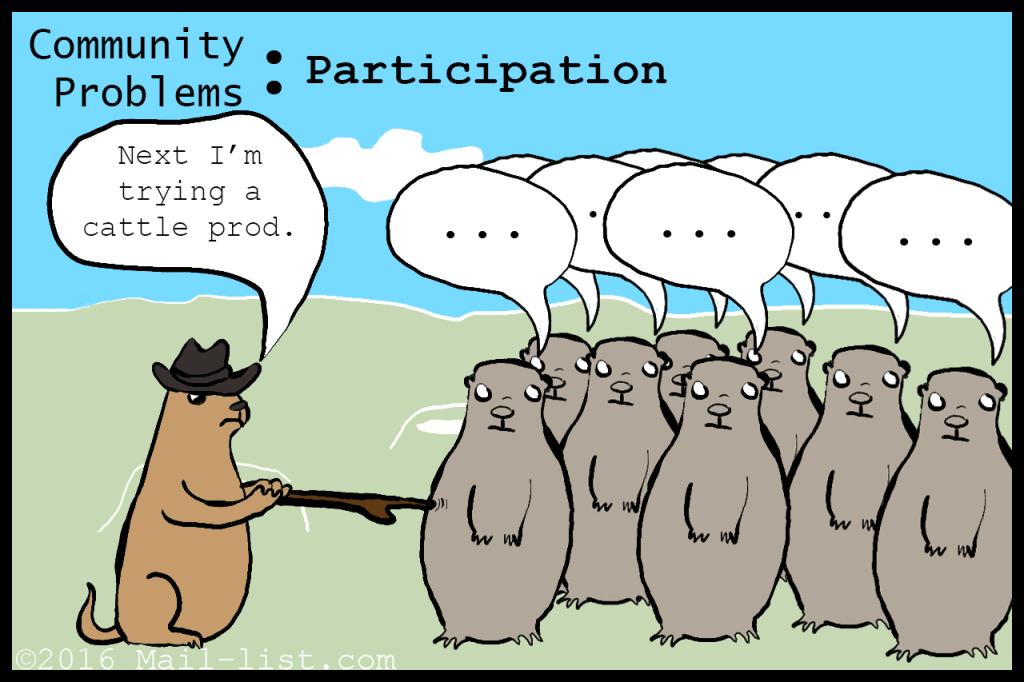 Community
Problems : Participation
Next I’m
trying a
cattle prod.
...
...
...
.
..
©2016 Mail-list.com